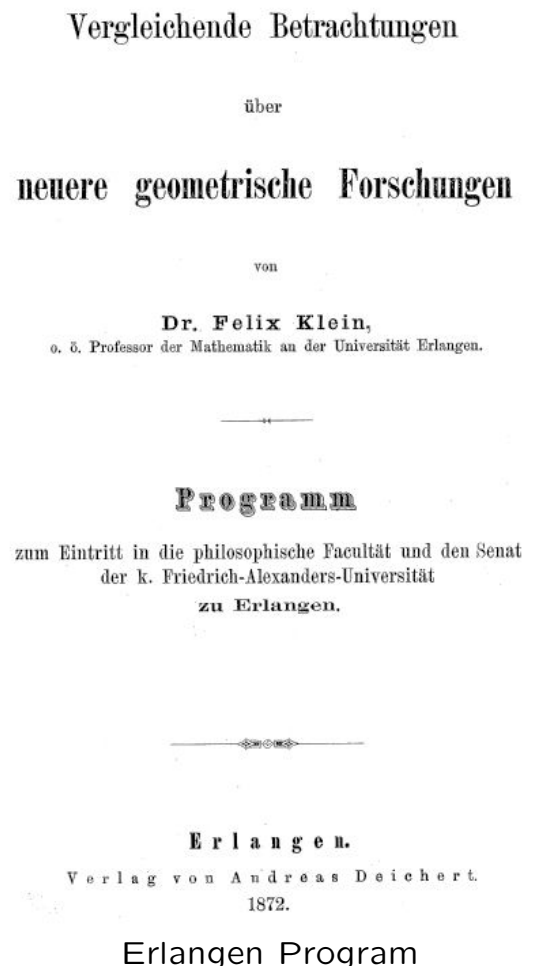 Vergleichende Betrachtungen
über
neuere geometrische Forschungen
von
Dr. Felix Klein,
o. ö. Professor der Mathematik an der Universität Erlangen.
Programm
zum Eintritt in die philosophische Facultät und den Senat
der k. Friedrich-Alexanders-Universität
zu Erlangen.
Erlangen.
Verlag von Andreas Deichert.
1872.
Erlangen Program